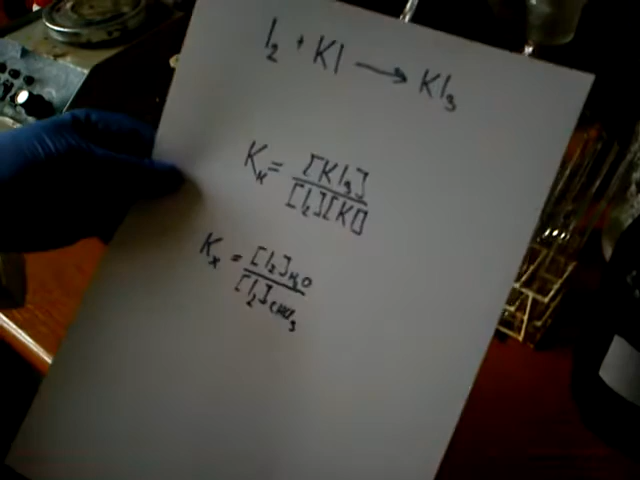 I₂ + KI → KI₃
Kₓ = [KI₃] / [I₂][KI]
Kₓ = [I₂]H₂O / [I₂]CHCl₃